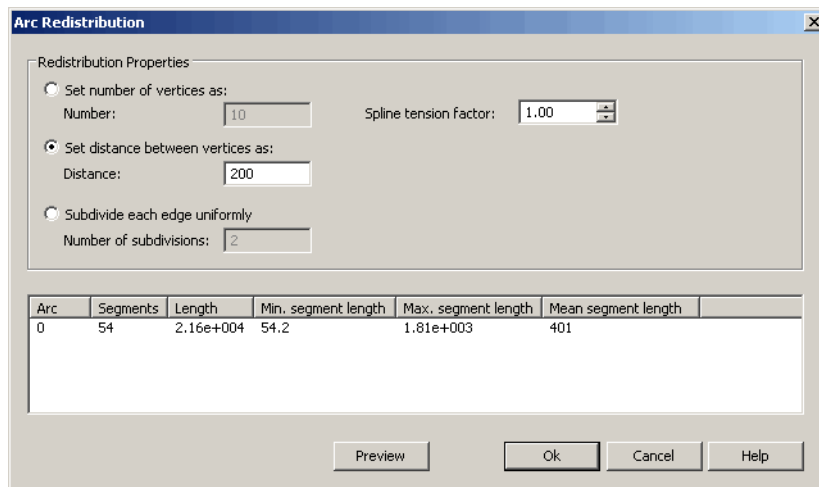 Arc Redistribution
Redistribution Properties
Set number of vertices as:
Number: 10 Spline tension factor: 1.00
Set distance between vertices as:
Distance: 200
Subdivide each edge uniformly
Number of subdivisions: 2
Arc Segments Length Min. segment length Max. segment length Mean segment length
0 54 2.16e+004 54.2 1.81e+003 401
Preview Ok Cancel Help